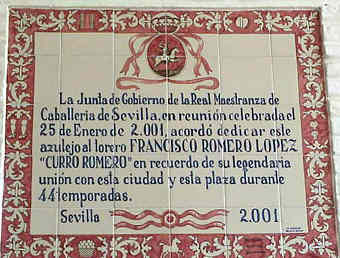 La Junta de Gobierno de la Real Maestranza de
Caballeria de Sevilla, en reunión celebrada el
25 de Enero de 2.001, acordó dedicar este
azulejo al torero FRANCISCO ROMERO LOPEZ
"CURRO ROMERO" en recuerdo de su legendaria
unión con esta ciudad y esta plaza durante
44 temporadas.
Sevilla 2.001